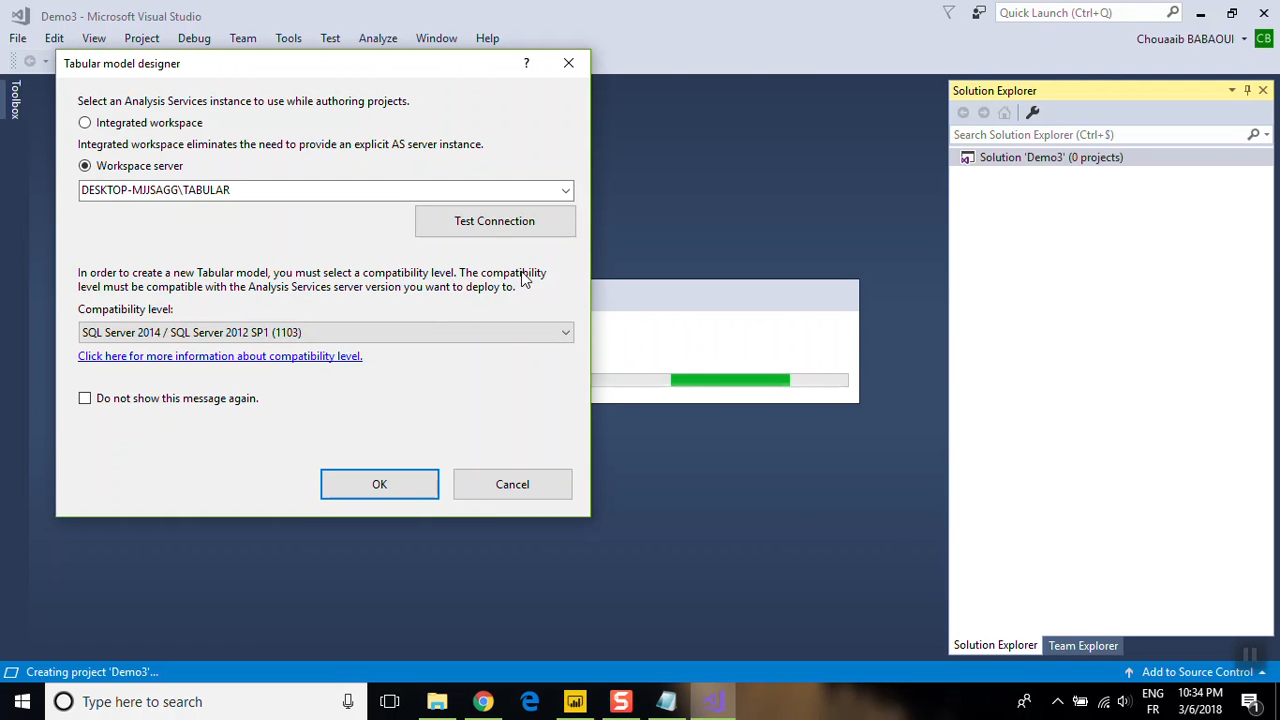 Demo3 - Microsoft Visual Studio
Quick Launch (Ctrl+Q)
File Edit View Project Debug Team Tools Test Analyze Window Help
Chouaaib BABAOUI CB
Toolbox
Tabular model designer
?
Select an Analysis Services instance to use while authoring projects.
Integrated workspace
Integrated workspace eliminates the need to provide an explicit AS server instance.
Workspace server
DESKTOP-MJJSAGG\TABULAR
Test Connection
In order to create a new Tabular model, you must select a compatibility level. The compatibility
level must be compatible with the Analysis Services server version you want to deploy to.
Compatibility level:
SQL Server 2014 / SQL Server 2012 SP1 (1103)
Click here for more information about compatibility level.
Do not show this message again.
OK Cancel
Solution Explorer
Search Solution Explorer (Ctrl+$)
Solution 'Demo3' (0 projects)
Solution Explorer Team Explorer
Creating project 'Demo3'...
Add to Source Control
Type here to search
ENG
FR
10:34 PM
3/6/2018
1